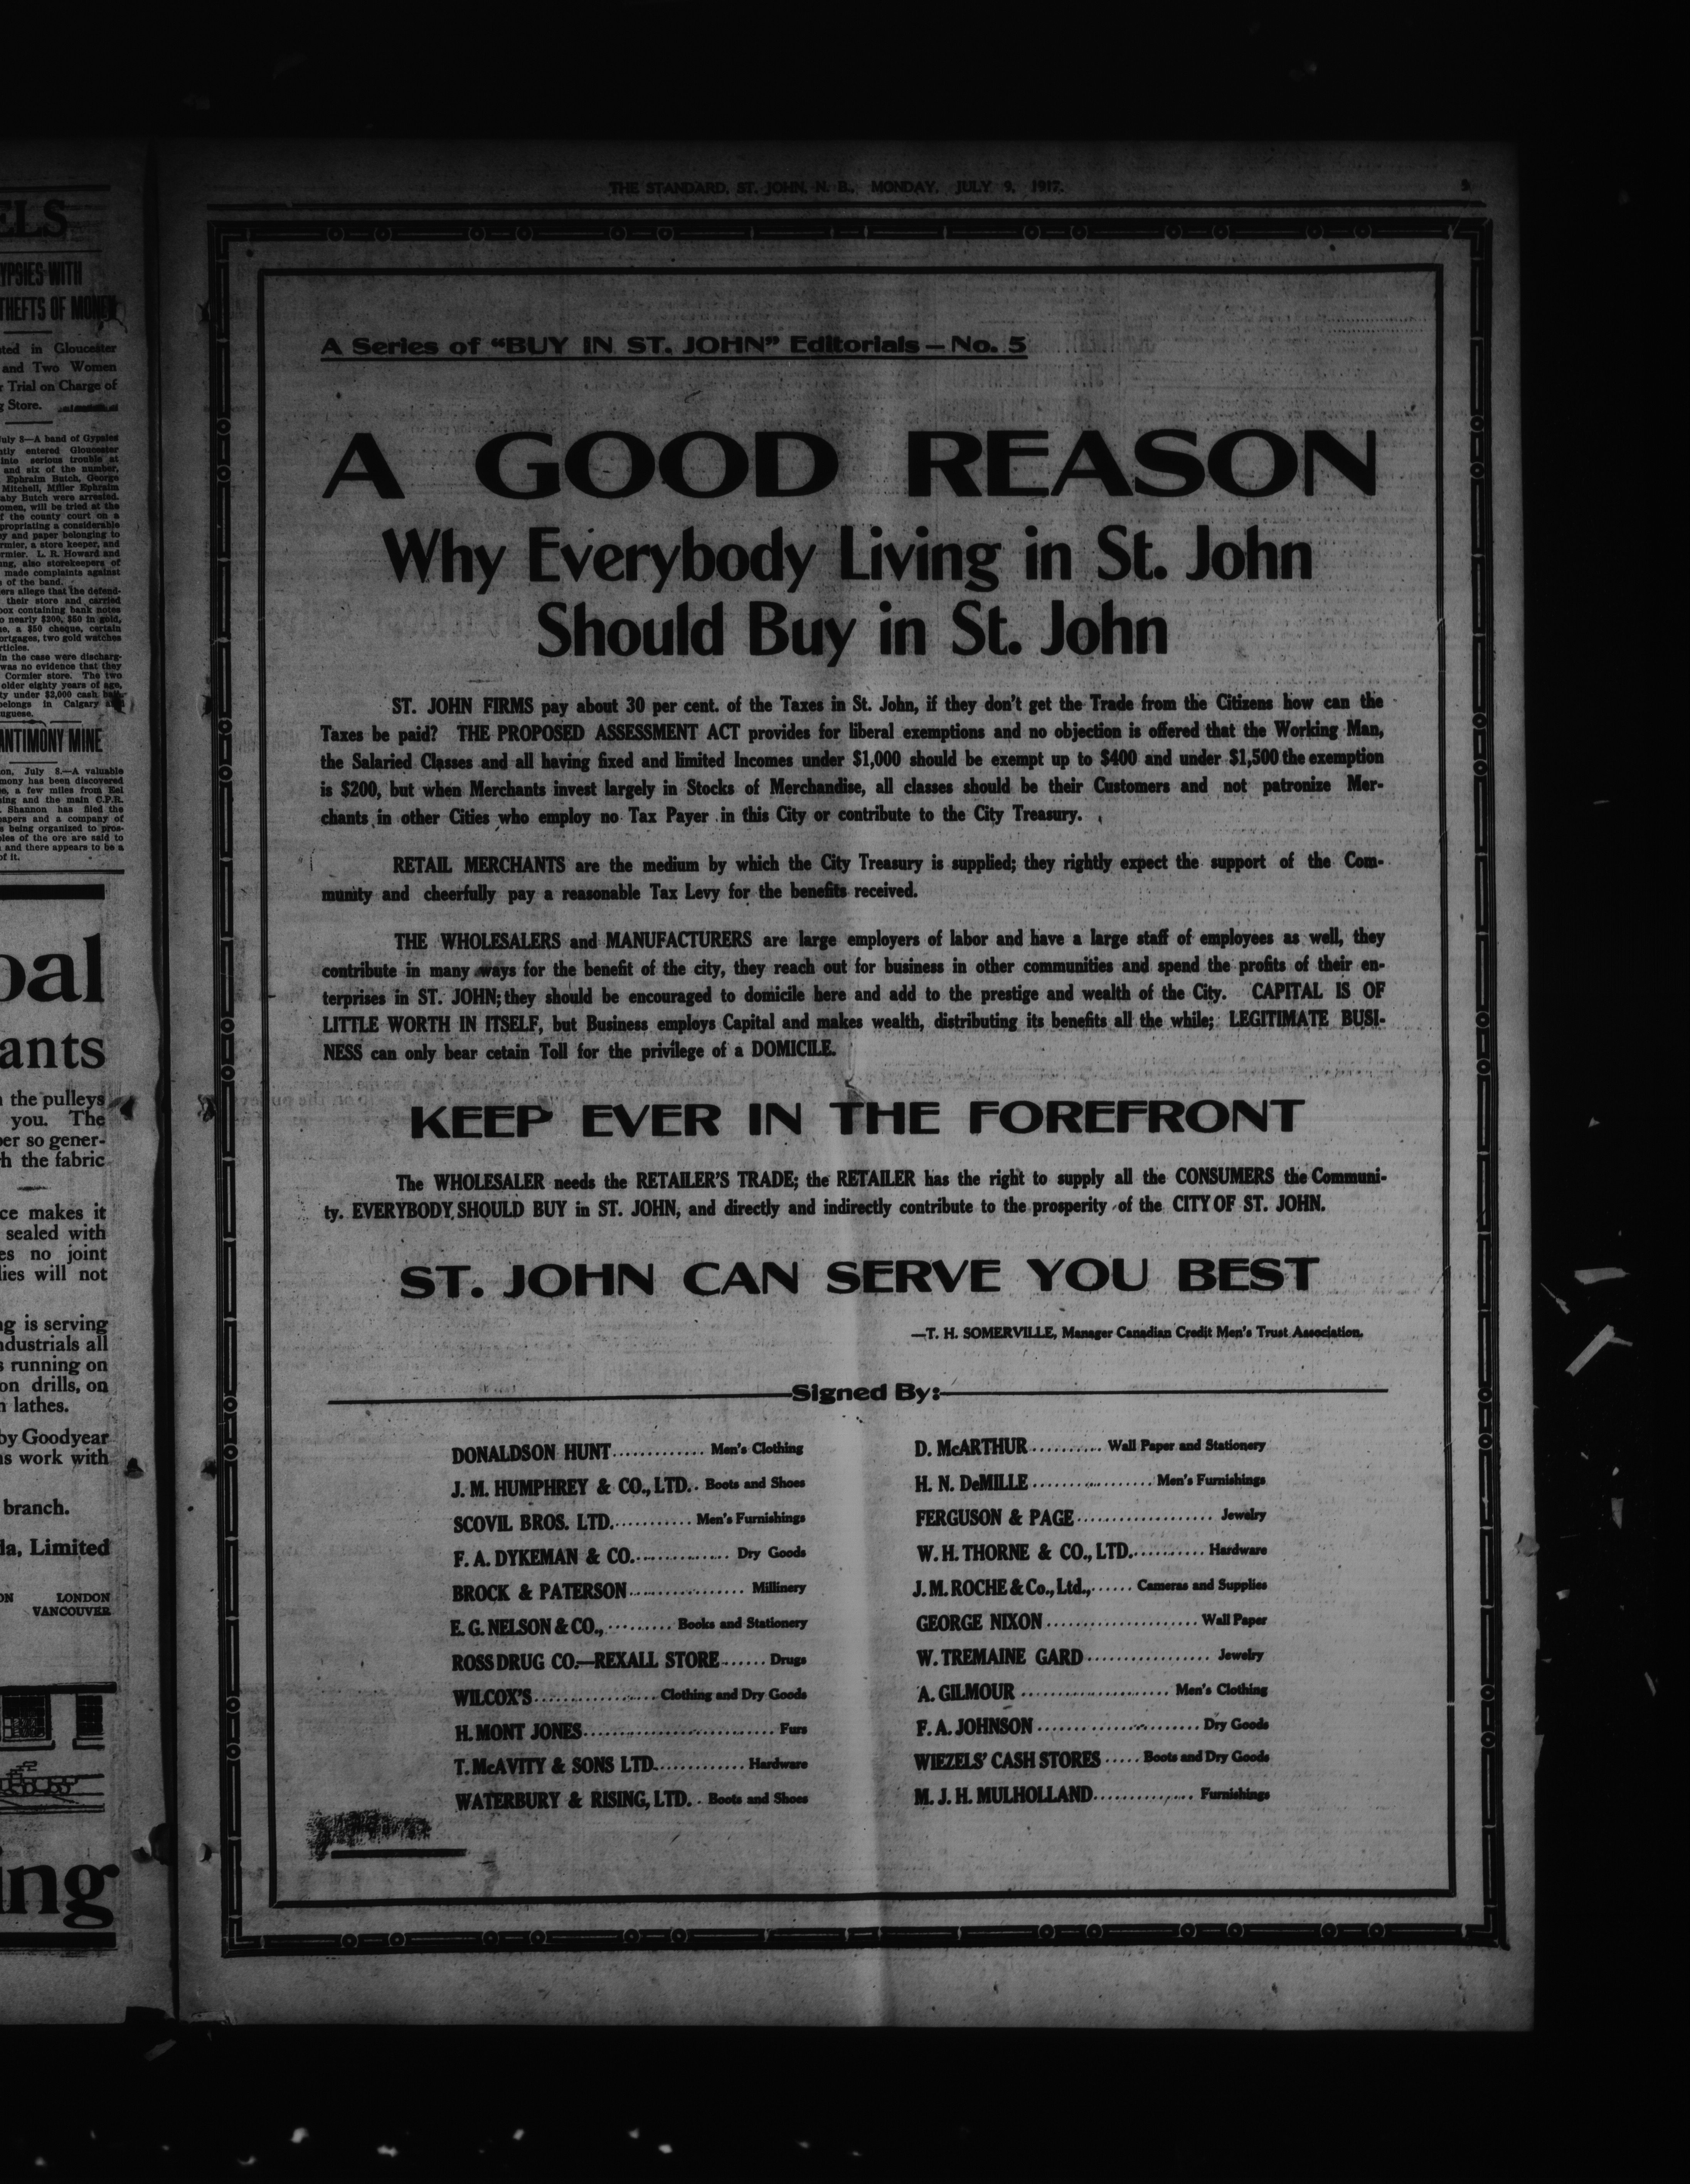 THE STANDARD, ST. JOHN, N. B., MONDAY, JULY 9, 1917.
5
A Series of "BUY IN ST. JOHN" Editorials — No. 5
A GOOD REASON
Why Everybody Living in St. John
Should Buy in St. John
ST. JOHN FIRMS pay about 30 per cent. of the Taxes in St. John, if they don't get the Trade from the Citizens how can the
Taxes be paid? THE PROPOSED ASSESSMENT ACT provides for liberal exemptions and no objection is offered that the Working Man,
the Salaried Classes and all having fixed and limited Incomes under $1,000 should be exempt up to $400 and under $1,500 the exemption
is $200, but when Merchants invest largely in Stocks of Merchandise, all classes should be their Customers and not patronize Mer-
chants in other Cities who employ no Tax Payer in this City or contribute to the City Treasury.
RETAIL MERCHANTS are the medium by which the City Treasury is supplied; they rightly expect the support of the Com-
munity and cheerfully pay a reasonable Tax Levy for the benefits received.
THE WHOLESALERS and MANUFACTURERS are large employers of labor and have a large staff of employees as well, they
contribute in many ways for the benefit of the city, they reach out for business in other communities and spend the profits of their en-
terprises in ST. JOHN; they should be encouraged to domicile here and add to the prestige and wealth of the City. CAPITAL IS OF
LITTLE WORTH IN ITSELF, but Business employs Capital and makes wealth, distributing its benefits all the while; LEGITIMATE BUSI-
NESS can only bear cetain Toll for the privilege of a DOMICILE.
KEEP EVER IN THE FOREFRONT
The WHOLESALER needs the RETAILER'S TRADE; the RETAILER has the right to supply all the CONSUMERS the Communi-
ty. EVERYBODY SHOULD BUY in ST. JOHN, and directly and indirectly contribute to the prosperity of the CITY OF ST. JOHN.
ST. JOHN CAN SERVE YOU BEST
—T. H. SOMERVILLE, Manager Canadian Credit Men's Trust Association.
Signed By:
DONALDSON HUNT............. Men's Clothing
J. M. HUMPHREY & CO., LTD.. Boots and Shoes
SCOVIL BROS. LTD........... Men's Furnishings
F. A. DYKEMAN & CO............... Dry Goods
BROCK & PATERSON................ Millinery
E. G. NELSON & CO.,......... Books and Stationery
ROSS DRUG CO.—REXALL STORE...... Drugs
WILCOX'S.................. Clothing and Dry Goods
H. MONT JONES........................... Furs
T. McAVITY & SONS LTD............. Hardware
WATERBURY & RISING, LTD. . Boots and Shoes
D. McARTHUR.......... Wall Paper and Stationery
H. N. DeMILLE................. Men's Furnishings
FERGUSON & PAGE................... Jewelry
W. H. THORNE & CO., LTD........... Hardware
J. M. ROCHE & Co., Ltd.,...... Cameras and Supplies
GEORGE NIXON...................... Wall Paper
W. TREMAINE GARD................. Jewelry
A. GILMOUR ..................... Men's Clothing
F. A. JOHNSON........................ Dry Goods
WIEZELS' CASH STORES ..... Boots and Dry Goods
M. J. H. MULHOLLAND.............. Furnishings